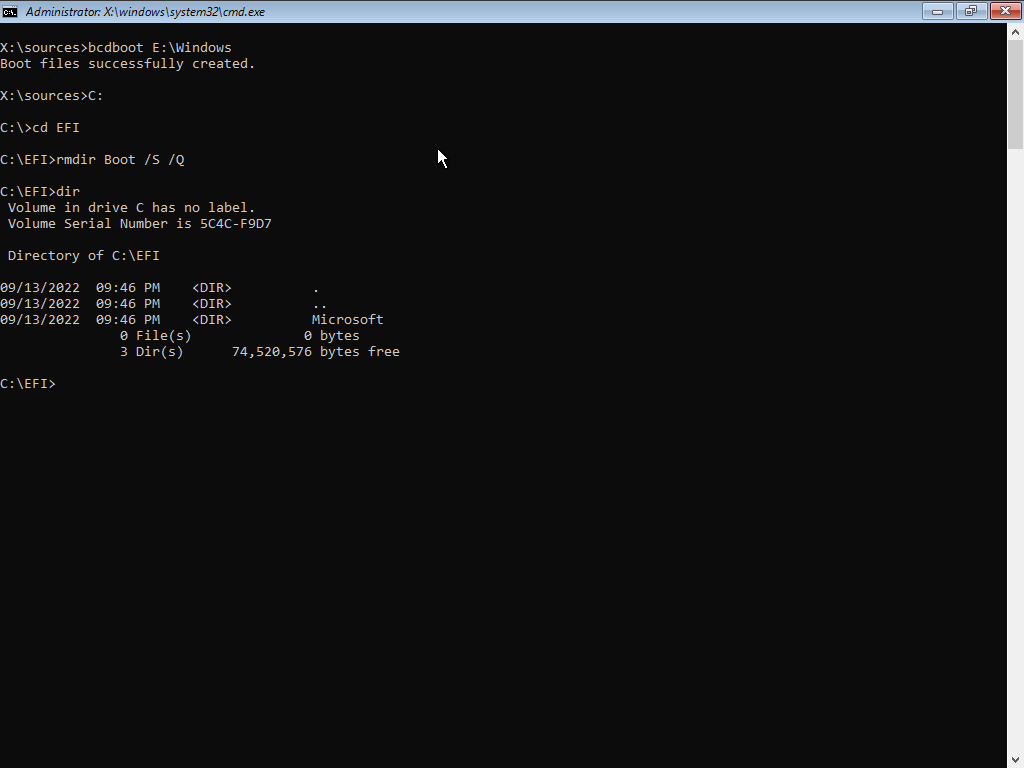 Administrator: X:\windows\system32\cmd.exe
X:\sources>bcdboot E:\Windows
Boot files successfully created.
X:\sources>C:
C:\>cd EFI
C:\EFI>rmdir Boot /S /Q
C:\EFI>dir
 Volume in drive C has no label.
 Volume Serial Number is 5C4C-F9D7
 Directory of C:\EFI
09/13/2022  09:46 PM    <DIR>          .
09/13/2022  09:46 PM    <DIR>          ..
09/13/2022  09:46 PM    <DIR>          Microsoft
               0 File(s)              0 bytes
               3 Dir(s)      74,520,576 bytes free
C:\EFI>